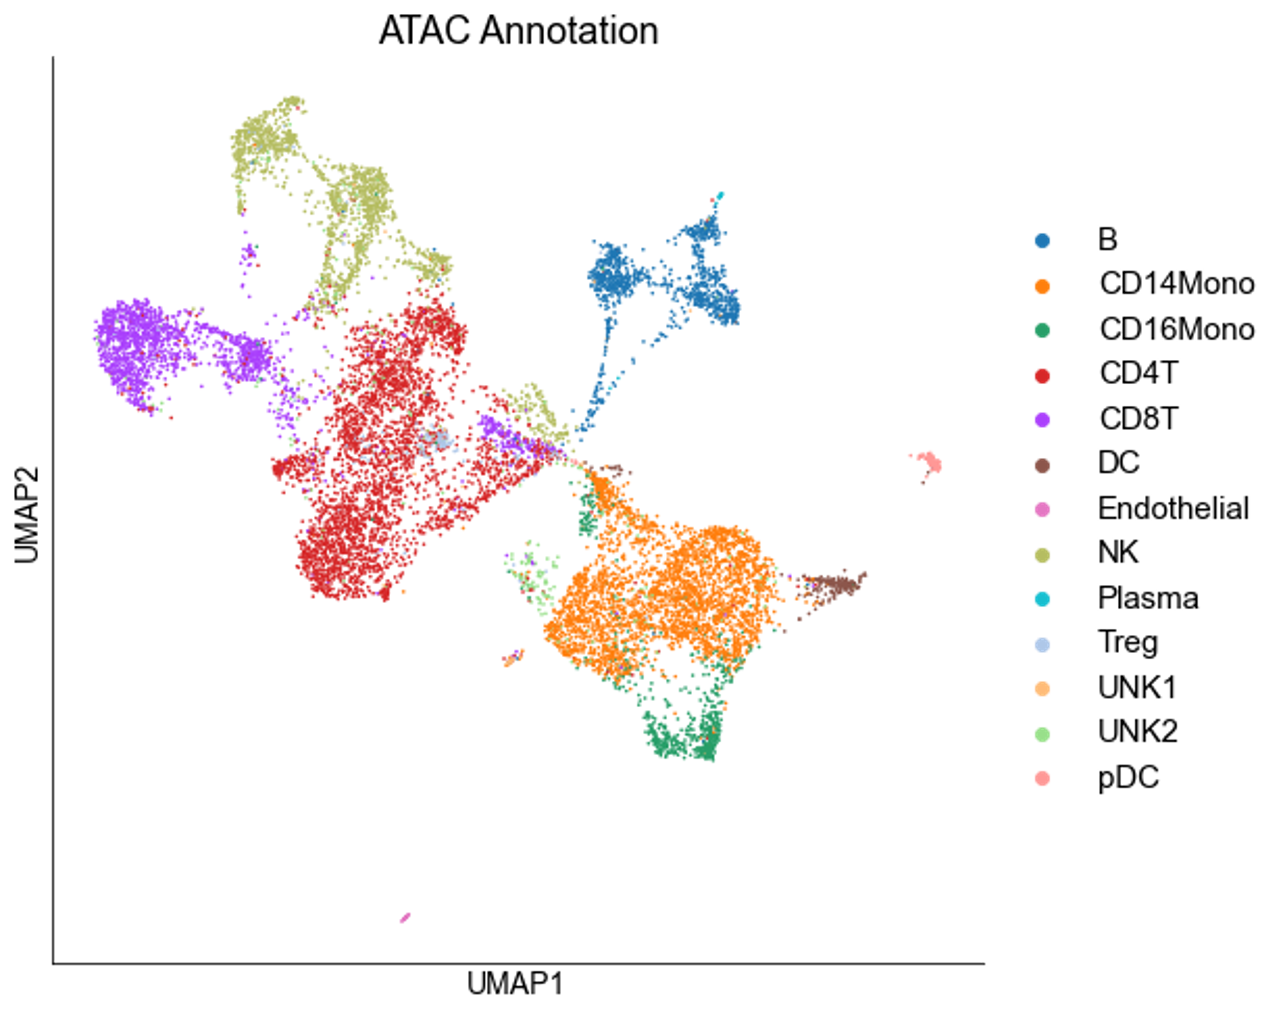 ATAC Annotation
UMAP2
B
CD14Mono
CD16Mono
CD4T
CD8T
DC
Endothelial
NK
Plasma
Treg
UNK1
UNK2
pDC
UMAP1